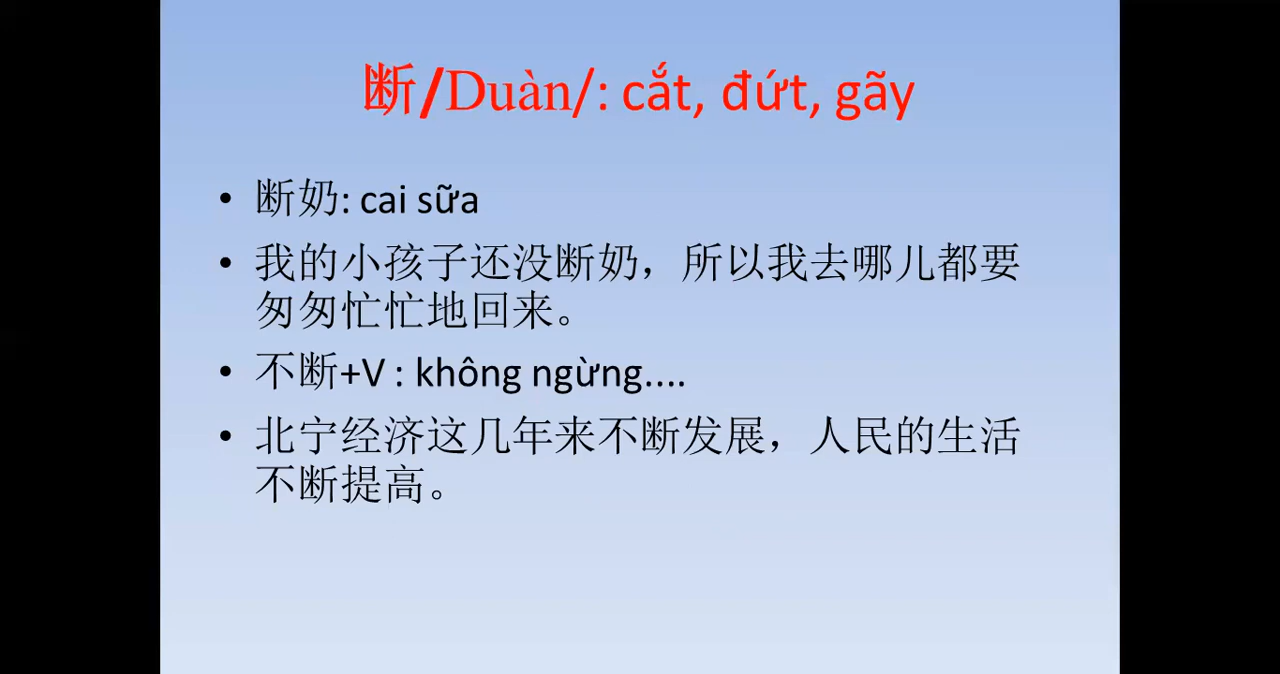 断/Duàn/: cắt, đứt, gãy
• 断奶: cai sữa
• 我的小孩子还没断奶，所以我去哪儿都要
匆匆忙忙地回来。
• 不断+V : không ngừng....
• 北宁经济这几年来不断发展，人民的生活
不断提高。